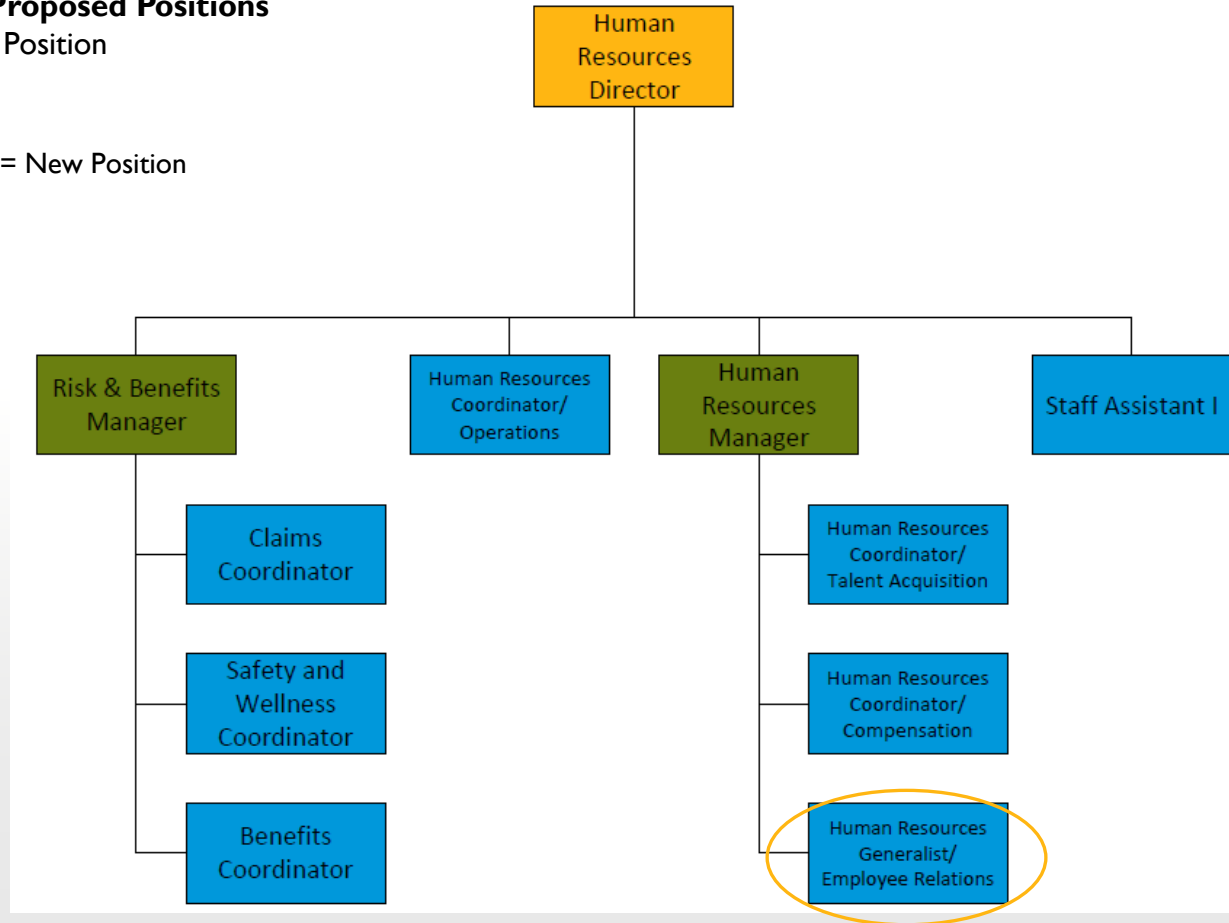 Proposed Positions
Position
= New Position
Human
Resources
Director
Risk & Benefits
Manager
Human Resources
Coordinator/
Operations
Human
Resources
Manager
Staff Assistant I
Claims
Coordinator
Safety and
Wellness
Coordinator
Benefits
Coordinator
Human Resources
Coordinator/
Talent Acquisition
Human Resources
Coordinator/
Compensation
Human Resources
Generalist/
Employee Relations